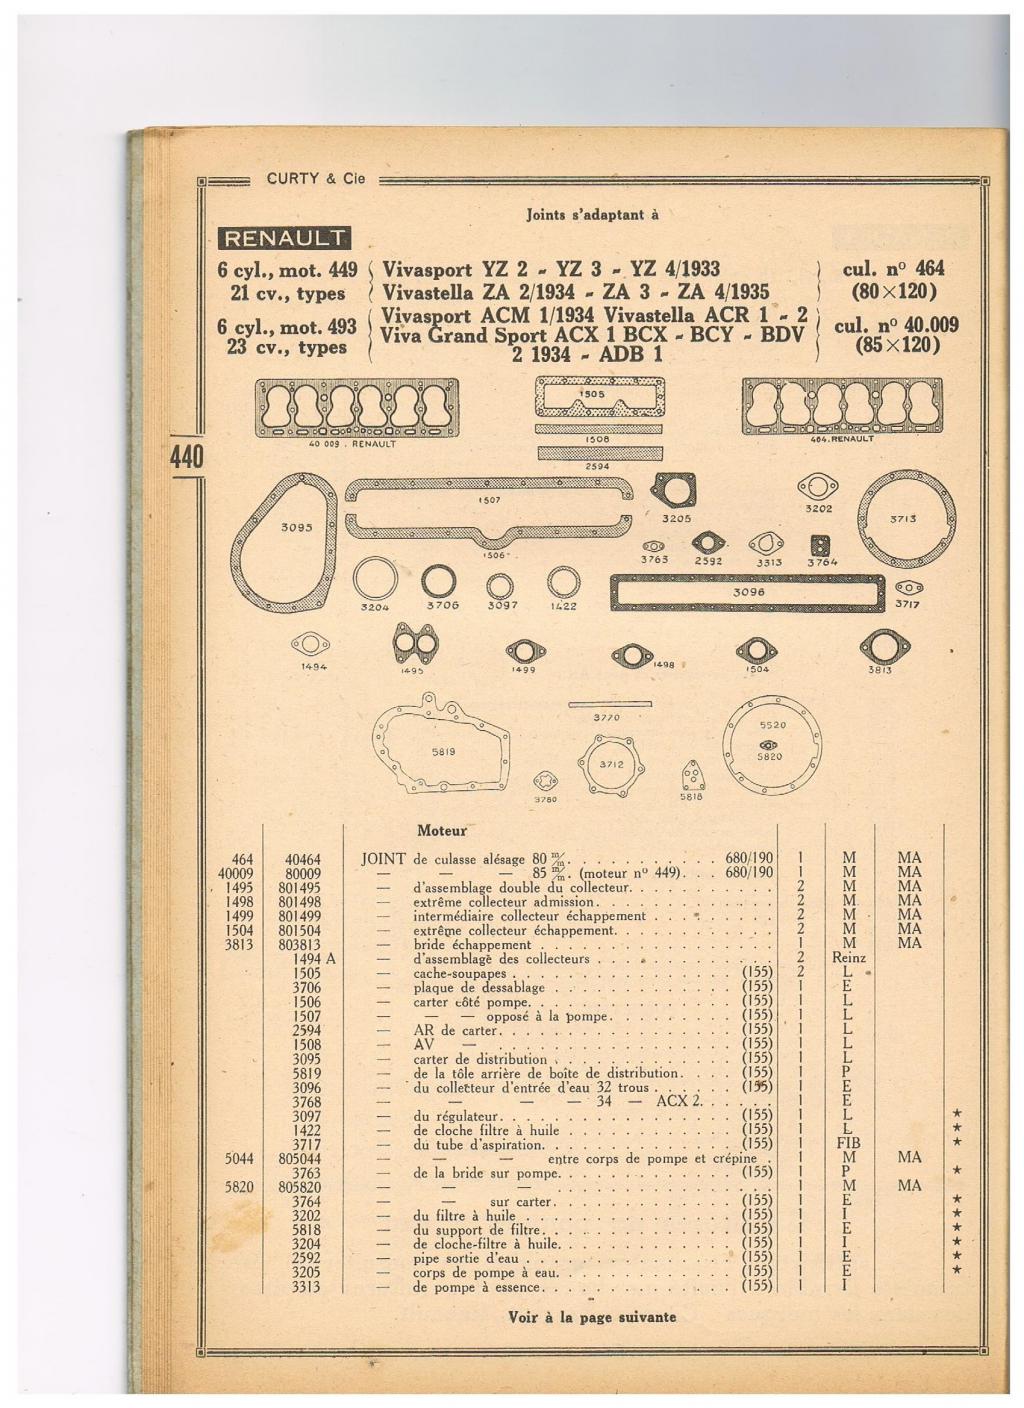 CURTY & Cie
Joints s'adaptant à
RENAULT
6 cyl., mot. 449
21 cv., types
Vivasport YZ 2 - YZ 3 - YZ 4/1933
Vivastella ZA 2/1934 - ZA 3 - ZA 4/1935
cul. n° 464
(80×120)
6 cyl., mot. 493
23 cv., types
Vivasport ACM 1/1934 Vivastella ACR 1 - 2
Viva Grand Sport ACX 1 BCX - BCY - BDV
2 1934 - ADB 1
cul. n° 40.009
(85×120)
440
40 009 . RENAULT
1505
1508
2594
464.RENAULT
3095
1507
1506
3205
3202
3713
3763
2592
3313
3764
3204
3706
3097
1422
3096
3717
1494
1495
1499
1498
1504
3813
5819
3770
3712
3780
5818
5520
5820
Moteur
464 40464 JOINT de culasse alésage 80 m/m. 680/190 1 M MA
40009 80009 — — — 85 m/m. (moteur n° 449). 680/190 1 M MA
1495 801495 — d'assemblage double du collecteur. 2 M MA
1498 801498 — extrême collecteur admission. 2 M MA
1499 801499 — intermédiaire collecteur échappement 2 M MA
1504 801504 — extrême collecteur échappement. 2 M MA
3813 803813 — bride échappement 1 M MA
1494 A — d'assemblage des collecteurs 2 Reinz
1505 — cache-soupapes (155) 2 L
3706 — plaque de dessablage (155) 1 E
1506 — carter côté pompe. (155) 1 L
1507 — — — opposé à la pompe. (155) 1 L
2594 — AR de carter. (155) 1 L
1508 — AV — (155) 1 L
3095 — carter de distribution (155) 1 L
5819 — de la tôle arrière de boîte de distribution. (155) 1 P
3096 — du collecteur d'entrée d'eau 32 trous (155) 1 E
3768 — — — — 34 — ACX 2. 1 E
3097 — du régulateur. (155) 1 L ★
1422 — de cloche filtre à huile (155) 1 L ★
3717 — du tube d'aspiration. (155) 1 FIB ★
5044 805044 — — — entre corps de pompe et crépine . 1 M MA
3763 — de la bride sur pompe. (155) 1 P ★
5820 805820 — — — 1 M MA
3764 — — sur carter. (155) 1 E ★
3202 — du filtre à huile (155) 1 I ★
5818 — du support de filtre. (155) 1 E ★
3204 — de cloche-filtre à huile. (155) 1 I ★
2592 — pipe sortie d'eau (155) 1 E ★
3205 — corps de pompe à eau. (155) 1 E ★
3313 — de pompe à essence. (155) 1 I
Voir à la page suivante